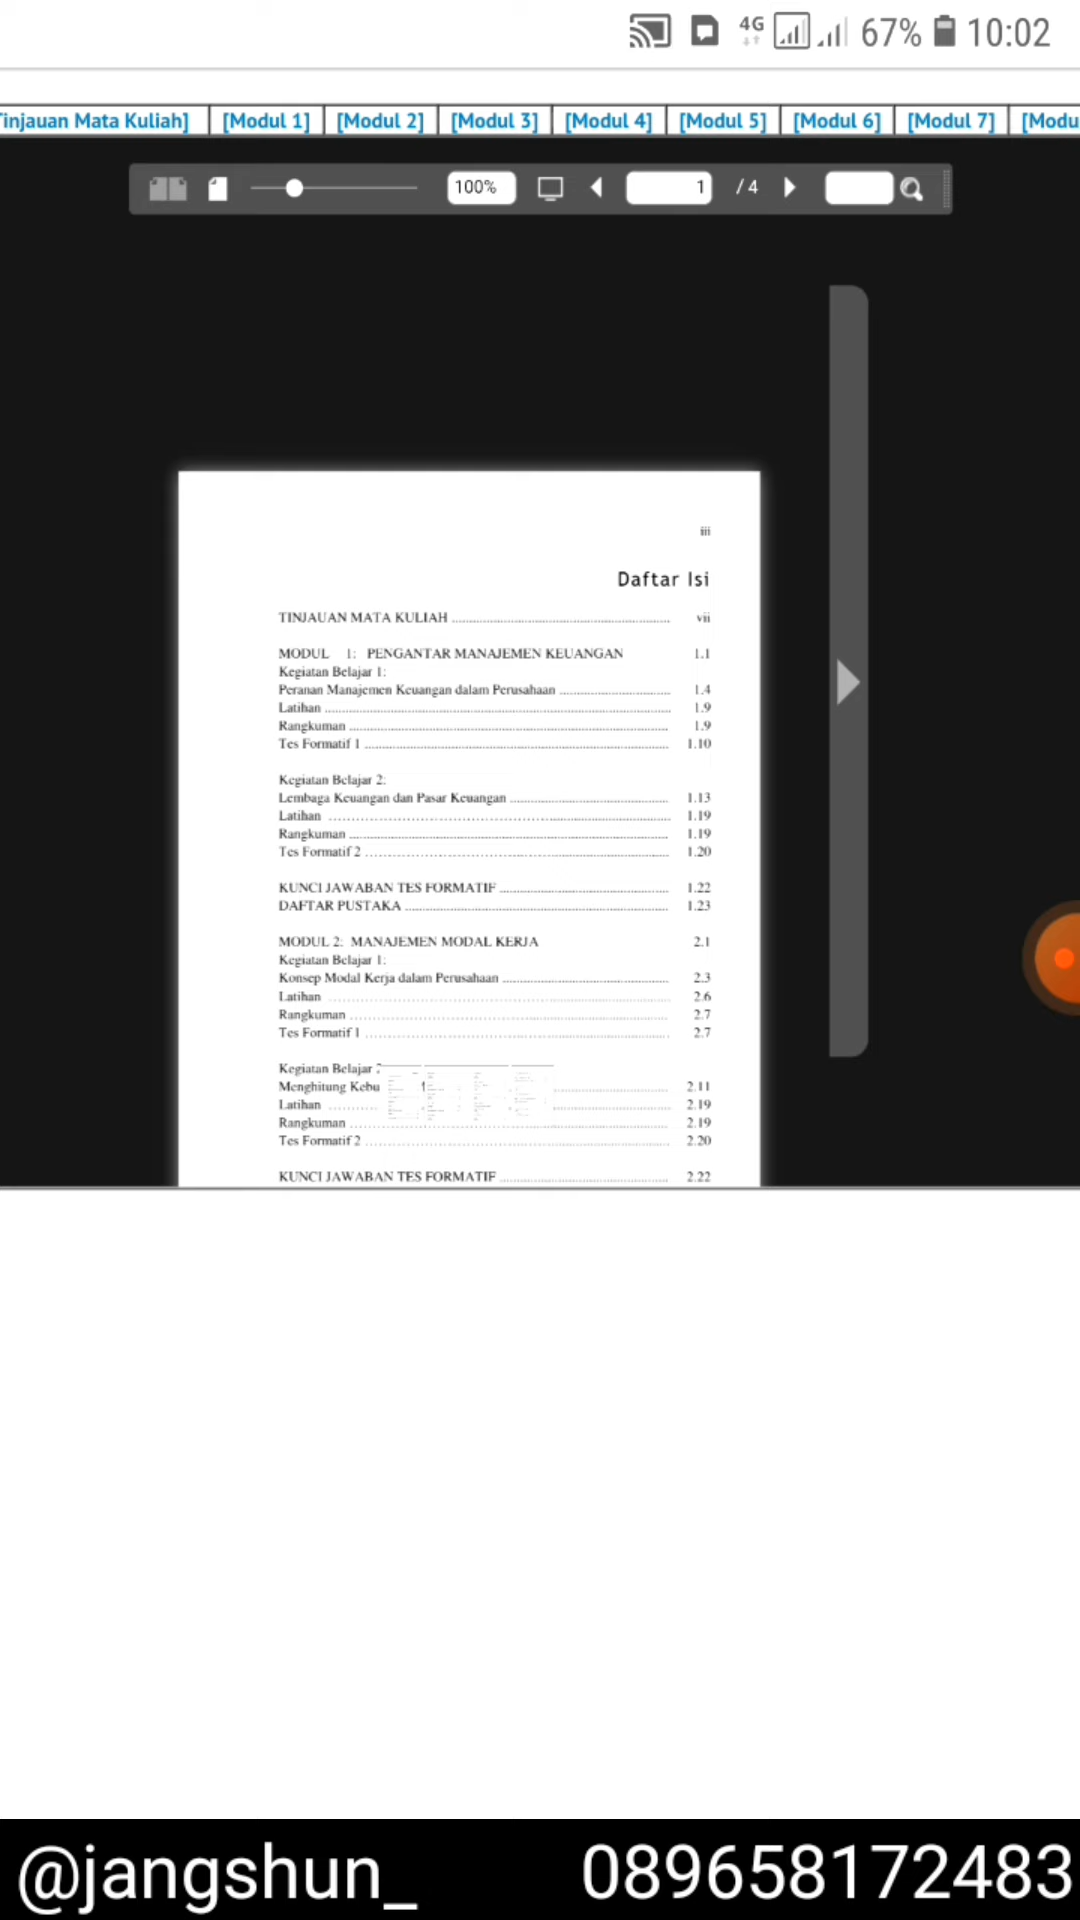 4G 67% 10:02
Tinjauan Mata Kuliah] [Modul 1] [Modul 2] [Modul 3] [Modul 4] [Modul 5] [Modul 6] [Modul 7] [Modu
100% 1 / 4
iii
Daftar Isi
TINJAUAN MATA KULIAH ........ vii
MODUL 1: PENGANTAR MANAJEMEN KEUANGAN 1.1
Kegiatan Belajar 1:
Peranan Manajemen Keuangan dalam Perusahaan ........ 1.4
Latihan ........ 1.9
Rangkuman ........ 1.9
Tes Formatif 1 ........ 1.10
Kegiatan Belajar 2:
Lembaga Keuangan dan Pasar Keuangan ........ 1.13
Latihan ........ 1.19
Rangkuman ........ 1.19
Tes Formatif 2 ........ 1.20
KUNCI JAWABAN TES FORMATIF ........ 1.22
DAFTAR PUSTAKA ........ 1.23
MODUL 2: MANAJEMEN MODAL KERJA 2.1
Kegiatan Belajar 1:
Konsep Modal Kerja dalam Perusahaan ........ 2.3
Latihan ........ 2.6
Rangkuman ........ 2.7
Tes Formatif 1 ........ 2.7
Kegiatan Belajar
Menghitung Kebu ........ 2.11
Latihan ........ 2.19
Rangkuman ........ 2.19
Tes Formatif 2 ........ 2.20
KUNCI JAWABAN TES FORMATIF ........ 2.22
@jangshun_ 089658172483